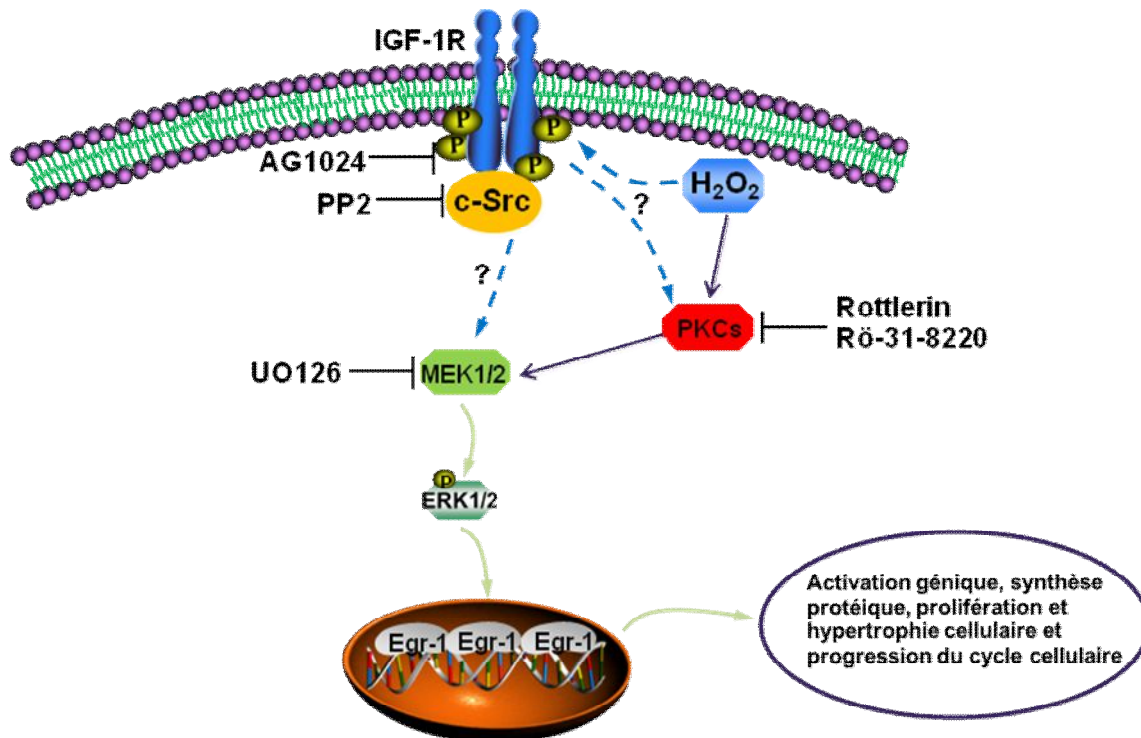 IGF-1R
P
P
P
P
AG1024
PP2
c-Src
H2O2
?
?
PKCs
Rottlerin
Rö-31-8220
UO126
MEK1/2
P
ERK1/2
Egr-1 Egr-1 Egr-1
Activation génique, synthèse
protéique, prolifération et
hypertrophie cellulaire et
progression du cycle cellulaire